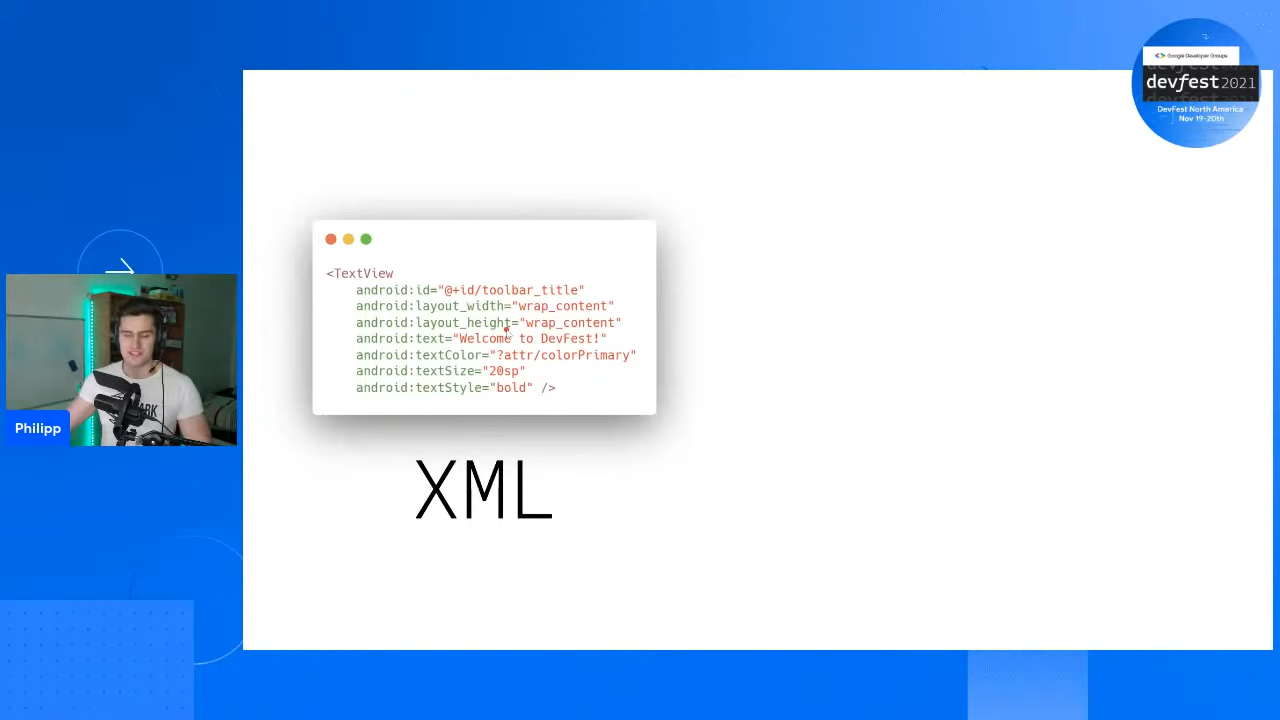 <> Google Developer Groups
devfest 2021
DevFest North America
Nov 19-20th
<TextView
android:id="@+id/toolbar_title"
android:layout_width="wrap_content"
android:layout_height="wrap_content"
android:text="Welcome to DevFest!"
android:textColor="?attr/colorPrimary"
android:textSize="20sp"
android:textStyle="bold" />
XML
Philipp